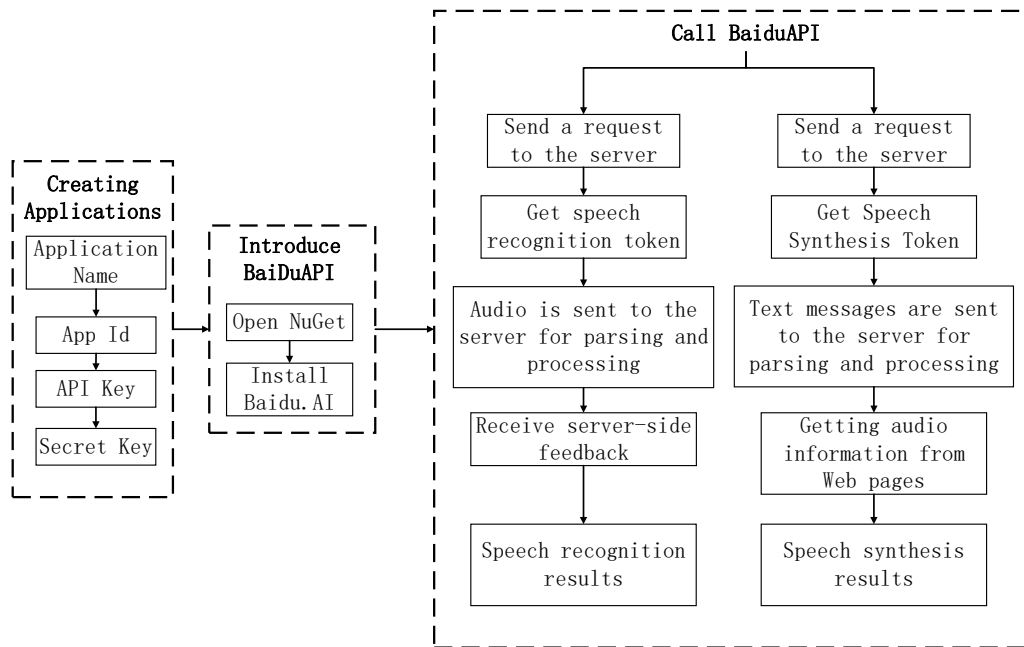 Creating
Applications
Application
Name
App Id
API Key
Secret Key
Introduce
BaiDuAPI
Open NuGet
Install
Baidu.AI
Call BaiduAPI
Send a request
to the server
Get speech
recognition token
Audio is sent to the
server for parsing and
processing
Receive server-side
feedback
Speech recognition
results
Send a request
to the server
Get Speech
Synthesis Token
Text messages are sent
to the server for
parsing and processing
Getting audio
information from
Web pages
Speech synthesis
results